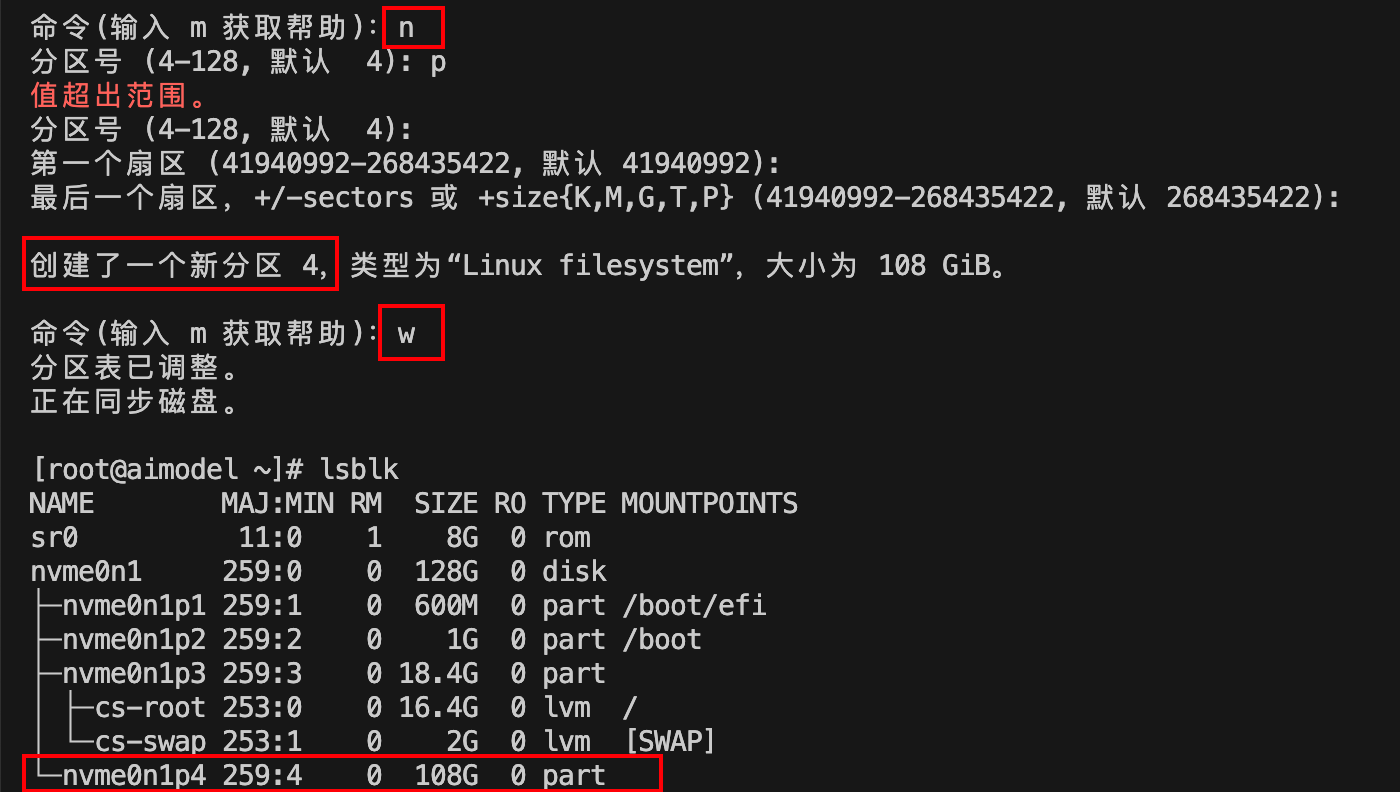 命令(输入 m 获取帮助)：n
分区号 (4-128, 默认  4): p
值超出范围。
分区号 (4-128, 默认  4):
第一个扇区 (41940992-268435422, 默认 41940992):
最后一个扇区，+/-sectors 或 +size{K,M,G,T,P} (41940992-268435422, 默认 268435422):
创建了一个新分区 4，类型为“Linux filesystem”，大小为 108 GiB。
命令(输入 m 获取帮助)：w
分区表已调整。
正在同步磁盘。
[root@aimodel ~]# lsblk
NAME        MAJ:MIN RM  SIZE RO TYPE MOUNTPOINTS
sr0          11:0    1    8G  0 rom
nvme0n1     259:0    0  128G  0 disk
├─nvme0n1p1 259:1    0  600M  0 part /boot/efi
├─nvme0n1p2 259:2    0    1G  0 part /boot
├─nvme0n1p3 259:3    0 18.4G  0 part
│ ├─cs-root 253:0    0 16.4G  0 lvm  /
│ └─cs-swap 253:1    0    2G  0 lvm  [SWAP]
└─nvme0n1p4 259:4    0  108G  0 part